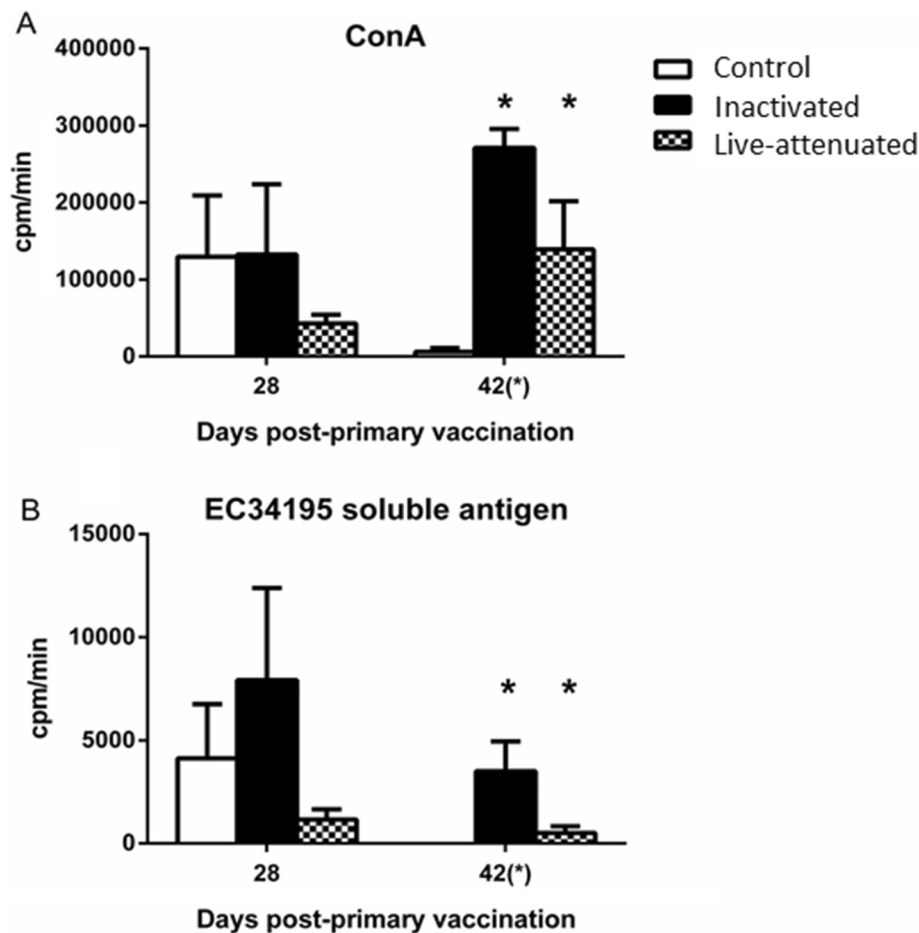 A
ConA
400000
300000
200000
100000
0
cpm/min
* *
28 42(*)
Days post-primary vaccination
Control
Inactivated
Live-attenuated
B
EC34195 soluble antigen
15000
10000
5000
0
cpm/min
* *
28 42(*)
Days post-primary vaccination